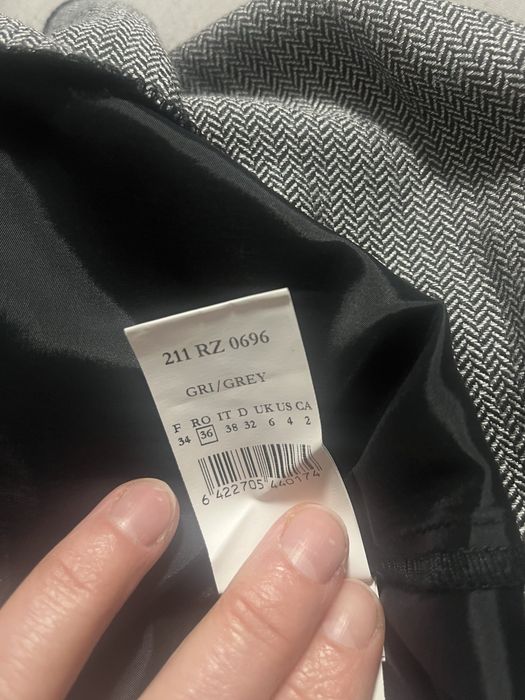 211 RZ 0696
GRI/GREY
F RO IT D UK US CA
34 36 38 32 6 4 2
6 422705 440174